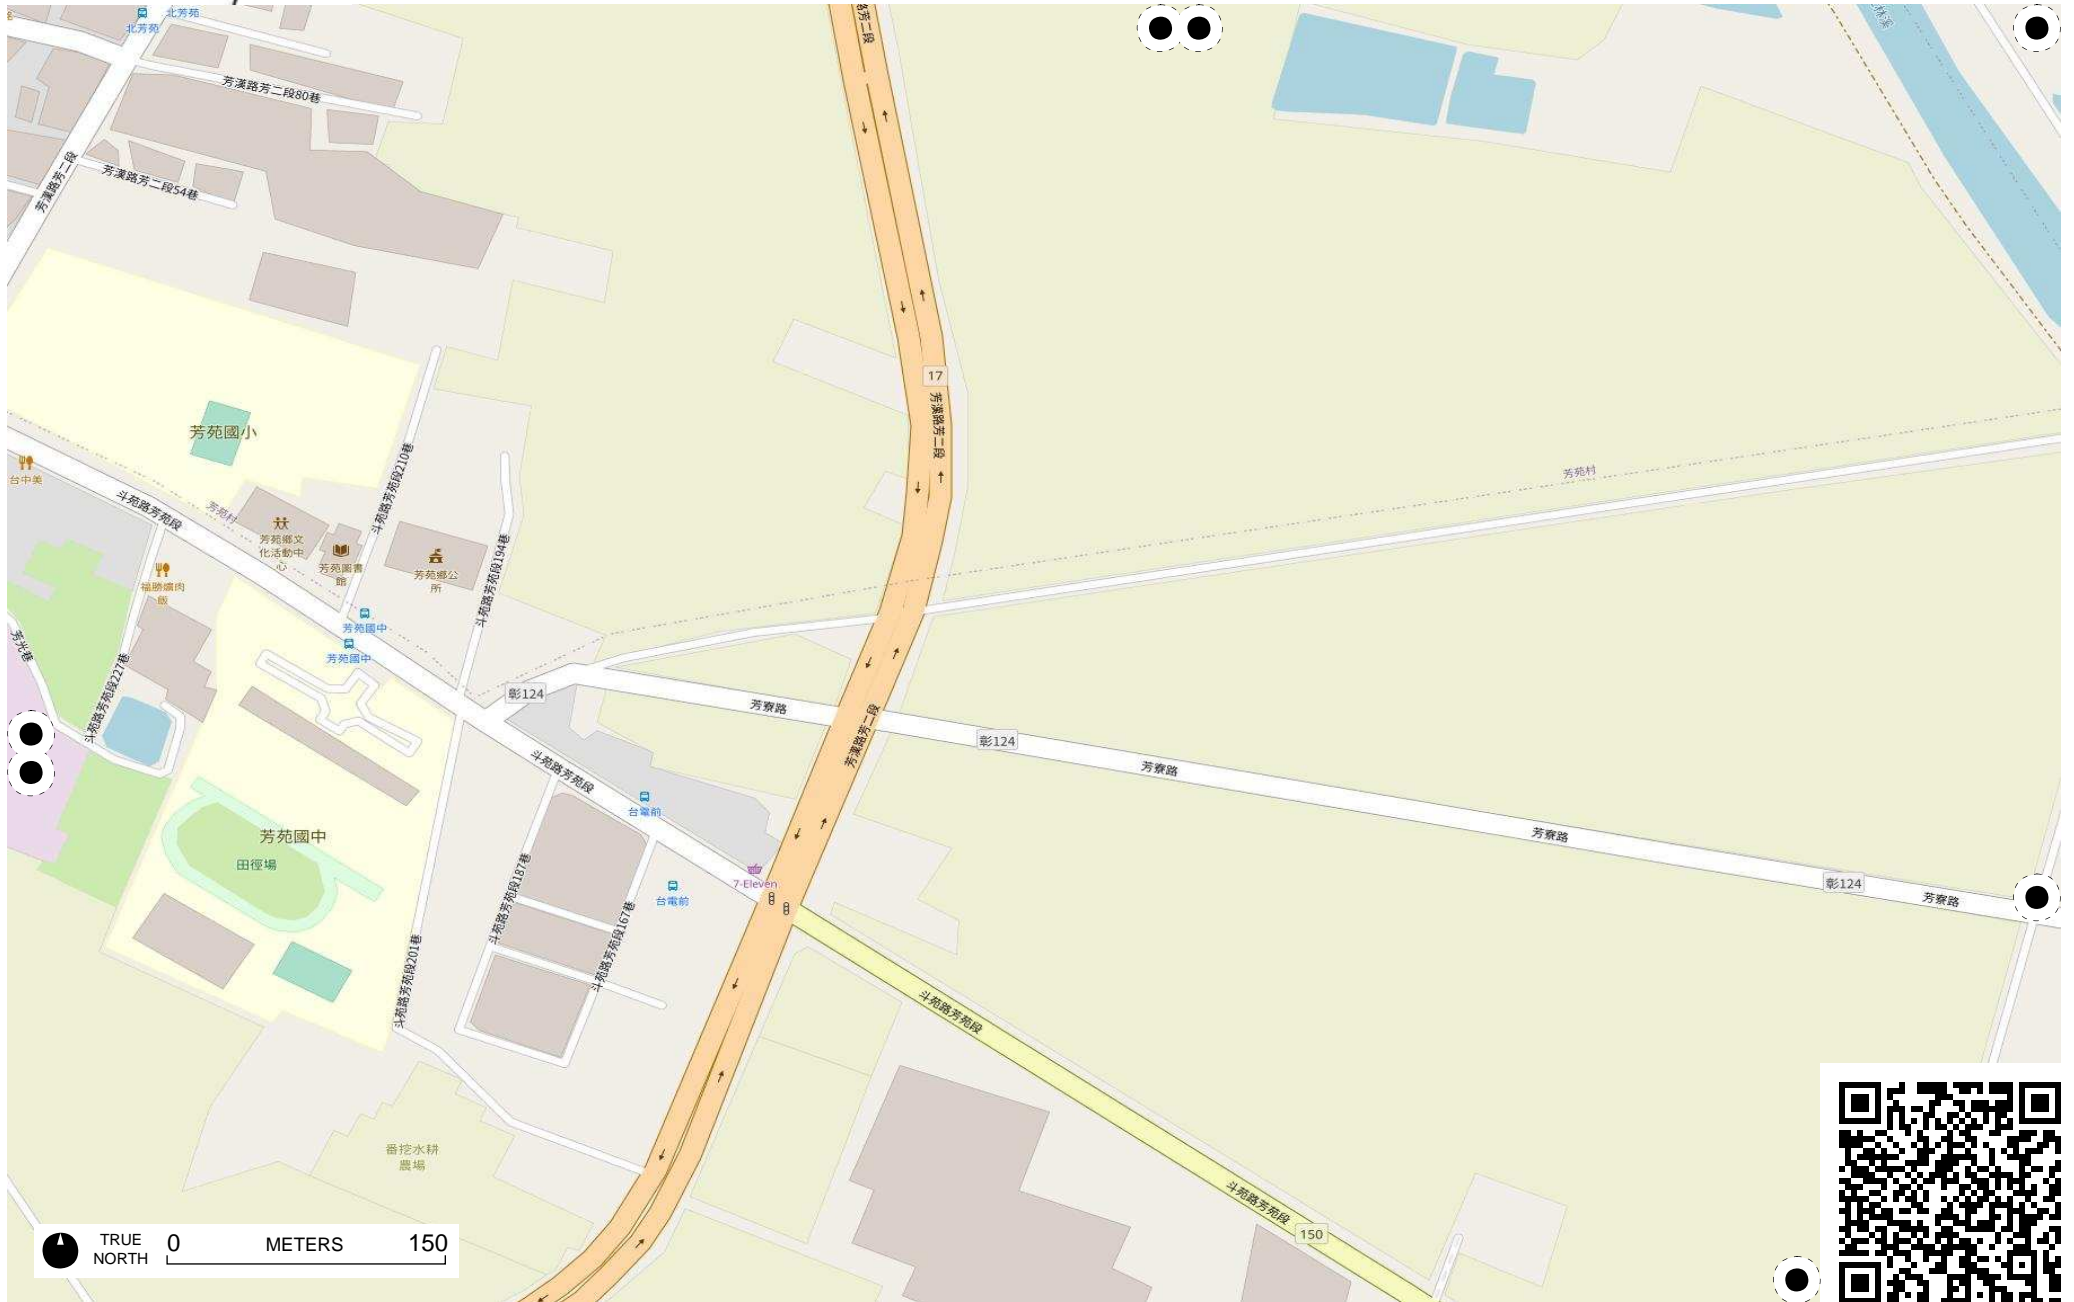 北芳苑
北芳苑
芳漢路芳二段
芳漢路芳二段80巷
芳漢路芳二段54巷
芳漢路芳二段
17
芳漢路芳二段
芳苑國小
台中美
斗苑路芳苑段
芳苑村
芳苑鄉文
化活動中
心
芳苑圖書
館
斗苑路芳苑段210巷
芳苑鄉公
所
斗苑路芳苑段194巷
芳苑村
福勝爌肉
飯
芳苑國中
芳苑國中
芳光巷
斗苑路芳苑段227巷
彰124
芳寮路
芳漢路芳二段
彰124
芳寮路
芳寮路
彰124
芳寮路
斗苑路芳苑段
台電前
芳苑國中
田徑場
7-Eleven
台電前
斗苑路芳苑段187巷
斗苑路芳苑段167巷
斗苑路芳苑段201巷
斗苑路芳苑段
番挖水耕
農場
斗苑路芳苑段
150
TRUE
NORTH
0 METERS 150